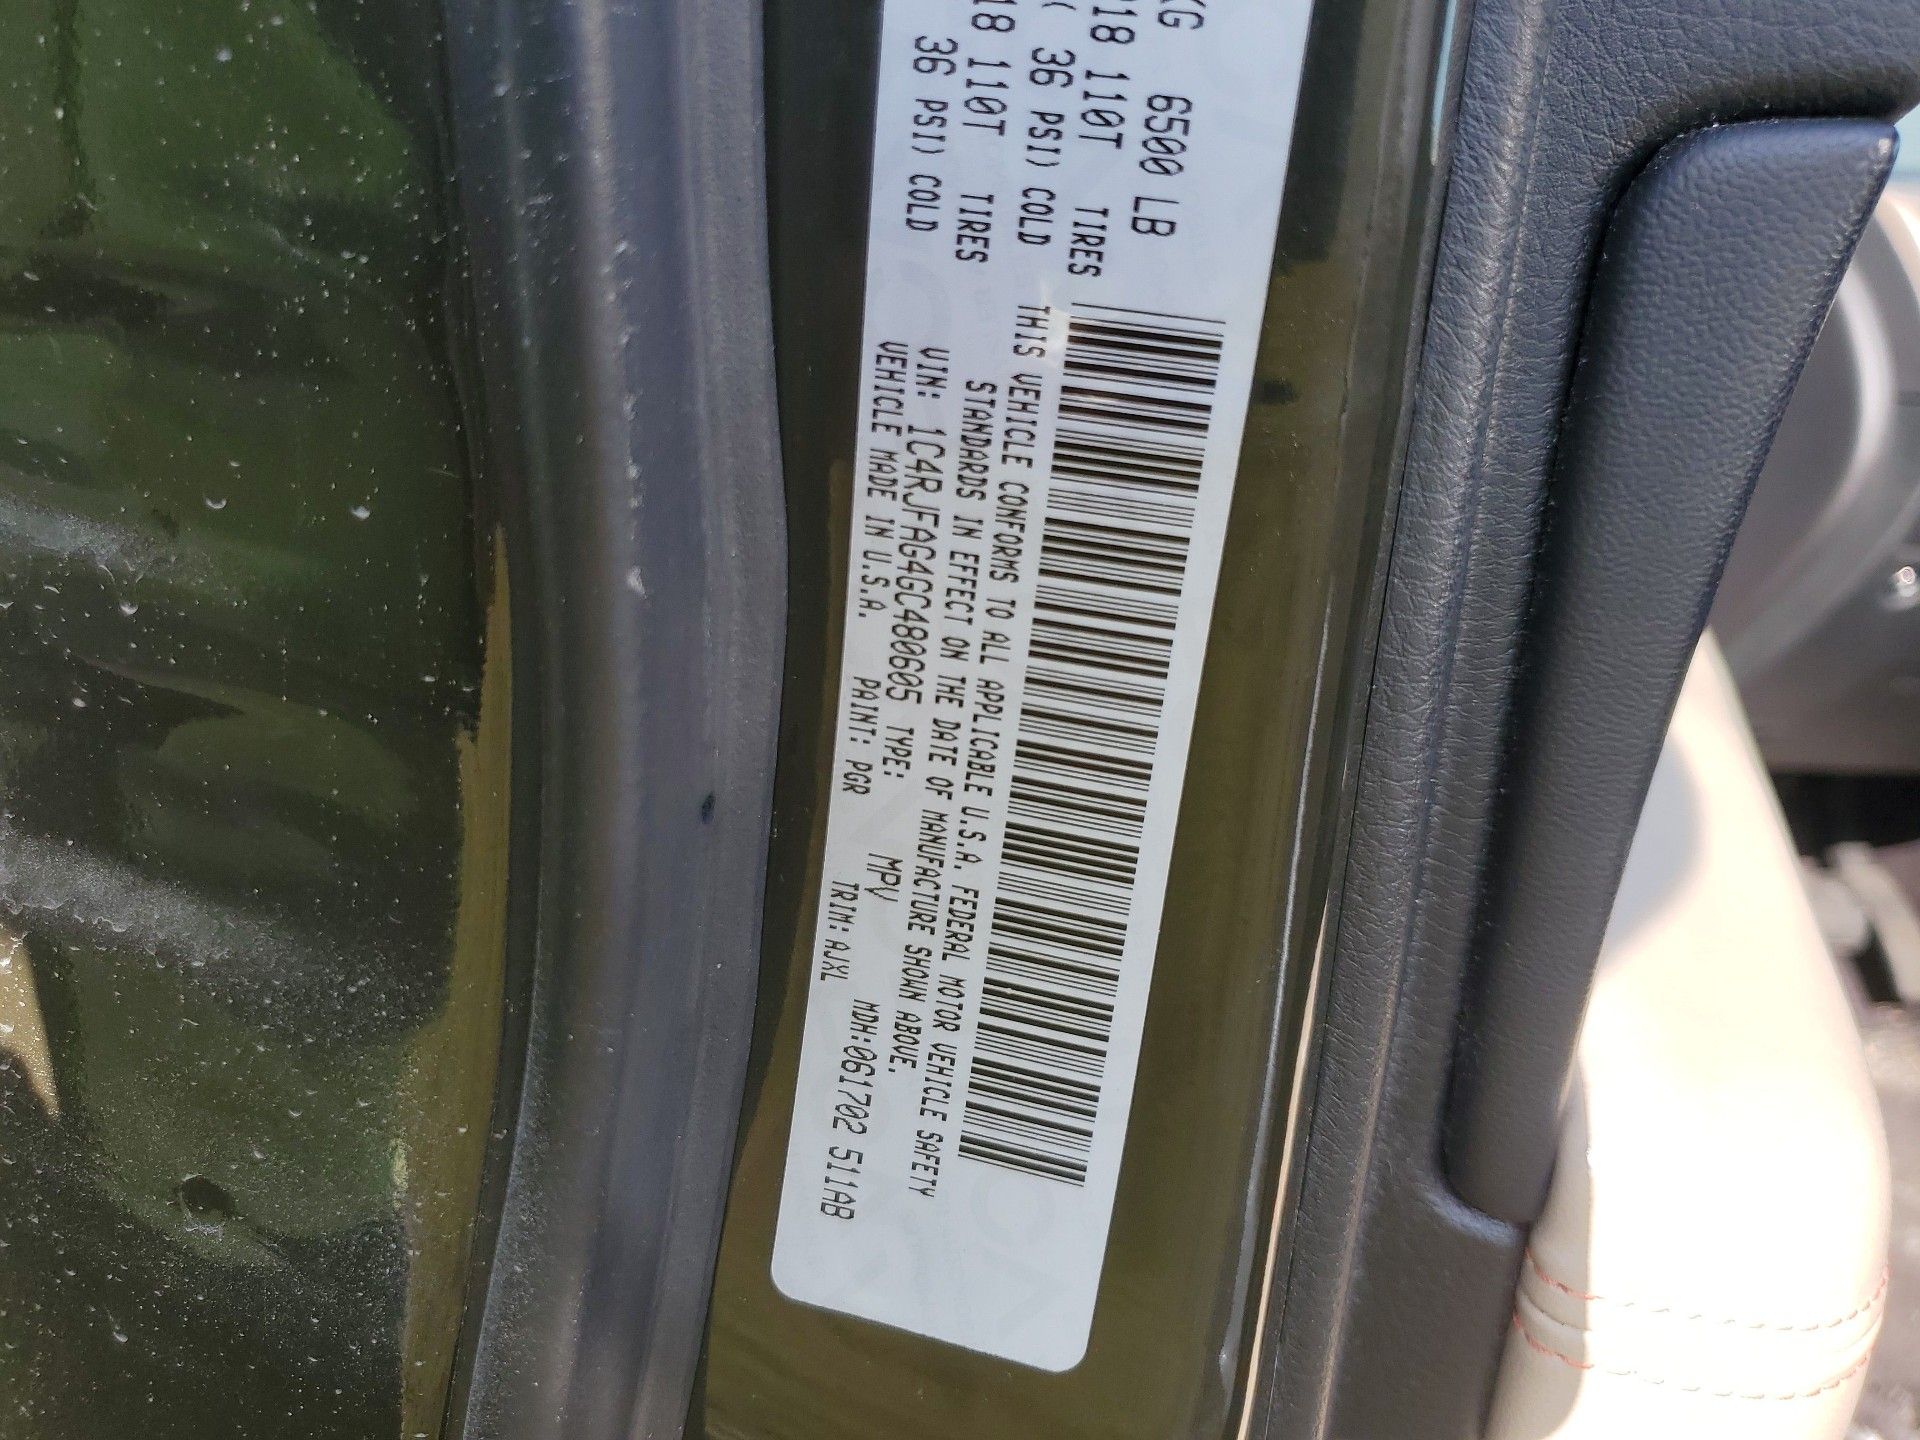 KG 6500 LB
18 110T TIRES
( 36 PSI) COLD
18 110T TIRES
36 PSI) COLD
THIS VEHICLE CONFORMS TO ALL APPLICABLE U.S.A. FEDERAL MOTOR VEHICLE SAFETY
STANDARDS IN EFFECT ON THE DATE OF MANUFACTURE SHOWN ABOVE.
VIN: 1C4RJFAG4GC480605 TYPE: MPV MDH:061702 511AB
VEHICLE MADE IN U.S.A. PAINT: PGR TRIM:AJXL